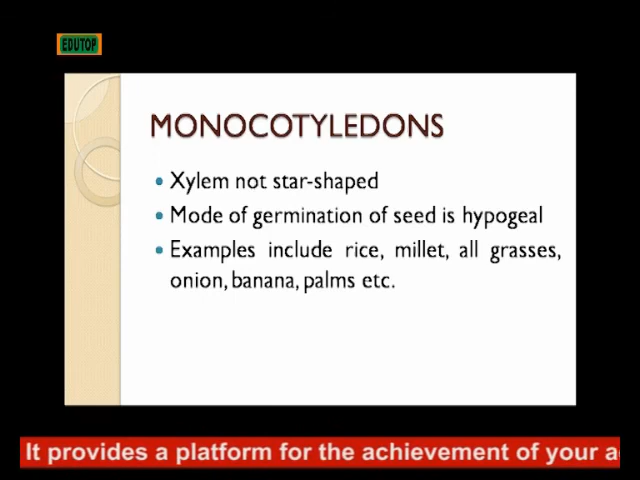 EDUTOP
MONOCOTYLEDONS
• Xylem not star-shaped
• Mode of germination of seed is hypogeal
• Examples include rice, millet, all grasses,
onion, banana, palms etc.
It provides a platform for the achievement of your